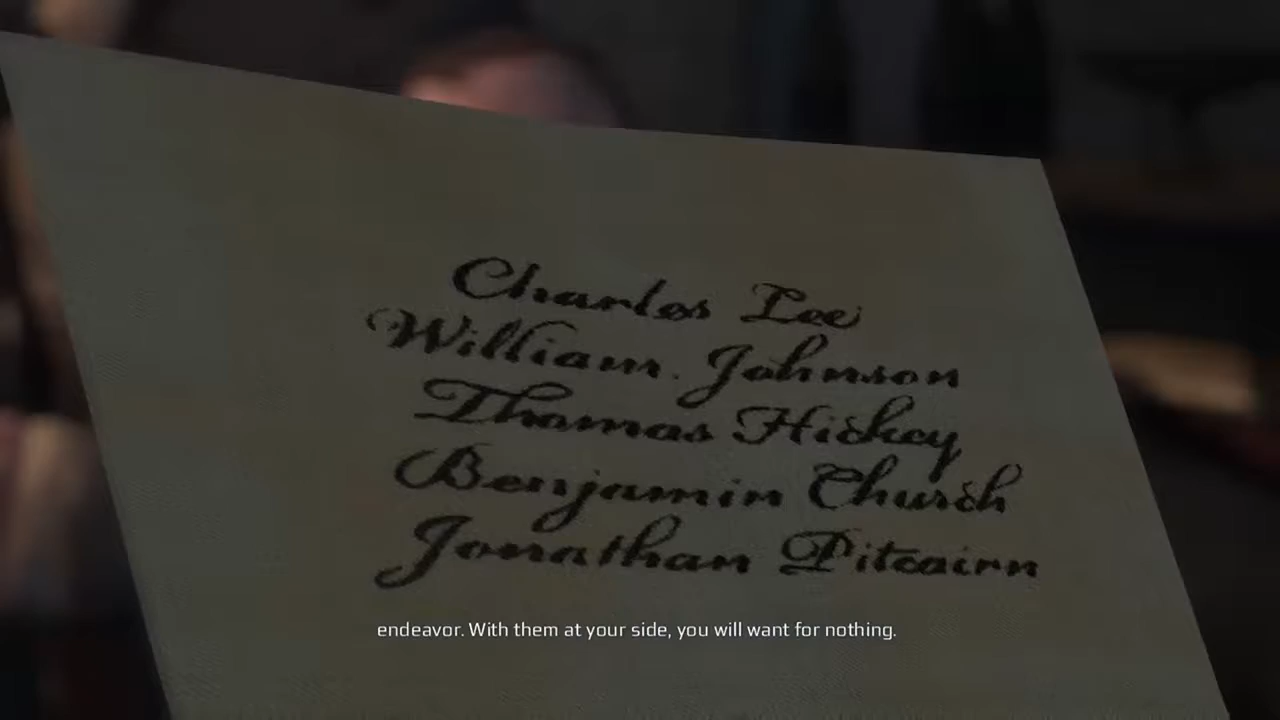 Charles Lee
William Johnson
Thomas Hickey
Benjamin Church
Jonathan Pitcairn
endeavor. With them at your side, you will want for nothing.